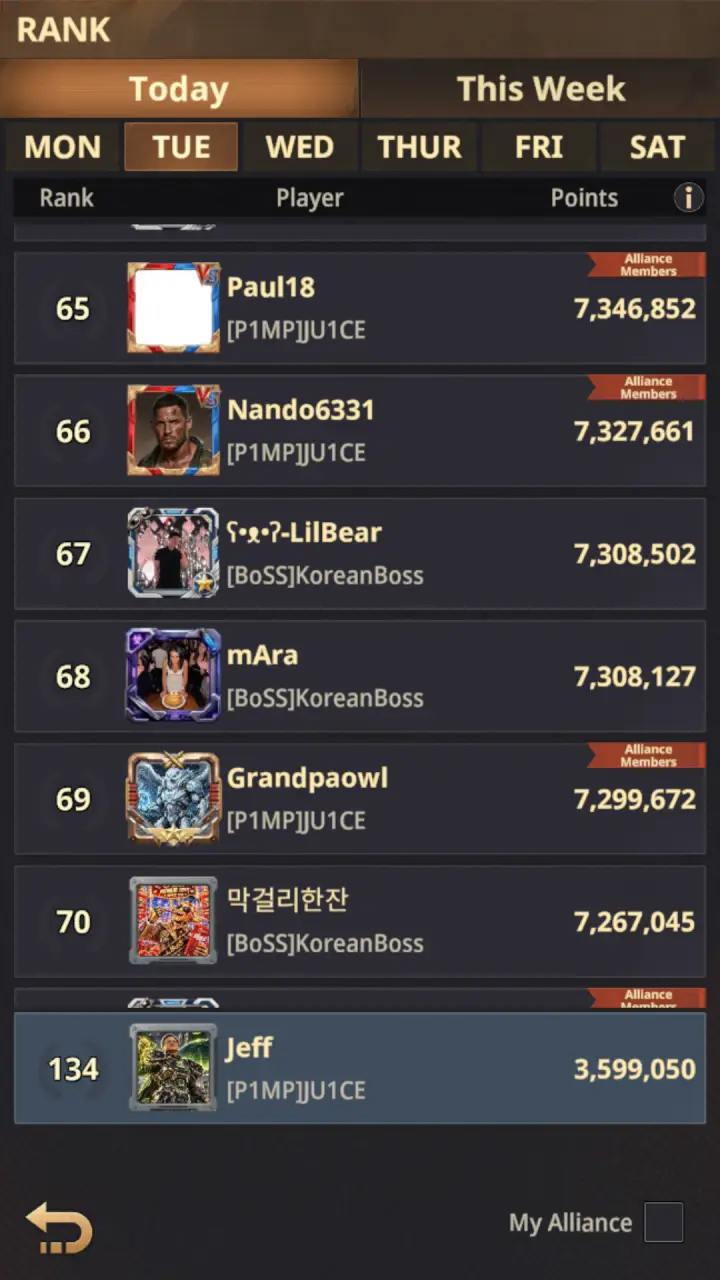 RANK
Today
This Week
MON
TUE
WED
THUR
FRI
SAT
Rank
Player
Points
i
Alliance
Members
65
Paul18
[P1MP]JU1CE
7,346,852
Alliance
Members
66
Nando6331
[P1MP]JU1CE
7,327,661
67
ʕ•ᴥ•ʔ-LilBear
[BoSS]KoreanBoss
7,308,502
68
mAra
[BoSS]KoreanBoss
7,308,127
Alliance
Members
69
Grandpaowl
[P1MP]JU1CE
7,299,672
70
막걸리한잔
[BoSS]KoreanBoss
7,267,045
Alliance
Members
134
Jeff
[P1MP]JU1CE
3,599,050
My Alliance